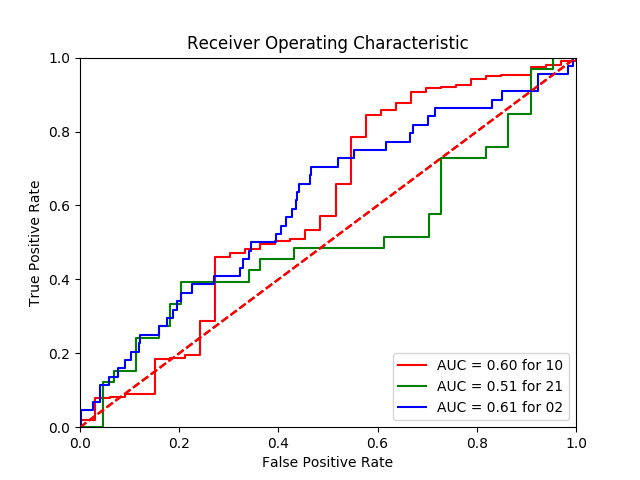 Receiver Operating Characteristic
True Positive Rate
1.0
0.8
0.6
0.4
0.2
0.0
AUC = 0.60 for 10
AUC = 0.51 for 21
AUC = 0.61 for 02
0.0 0.2 0.4 0.6 0.8 1.0
False Positive Rate